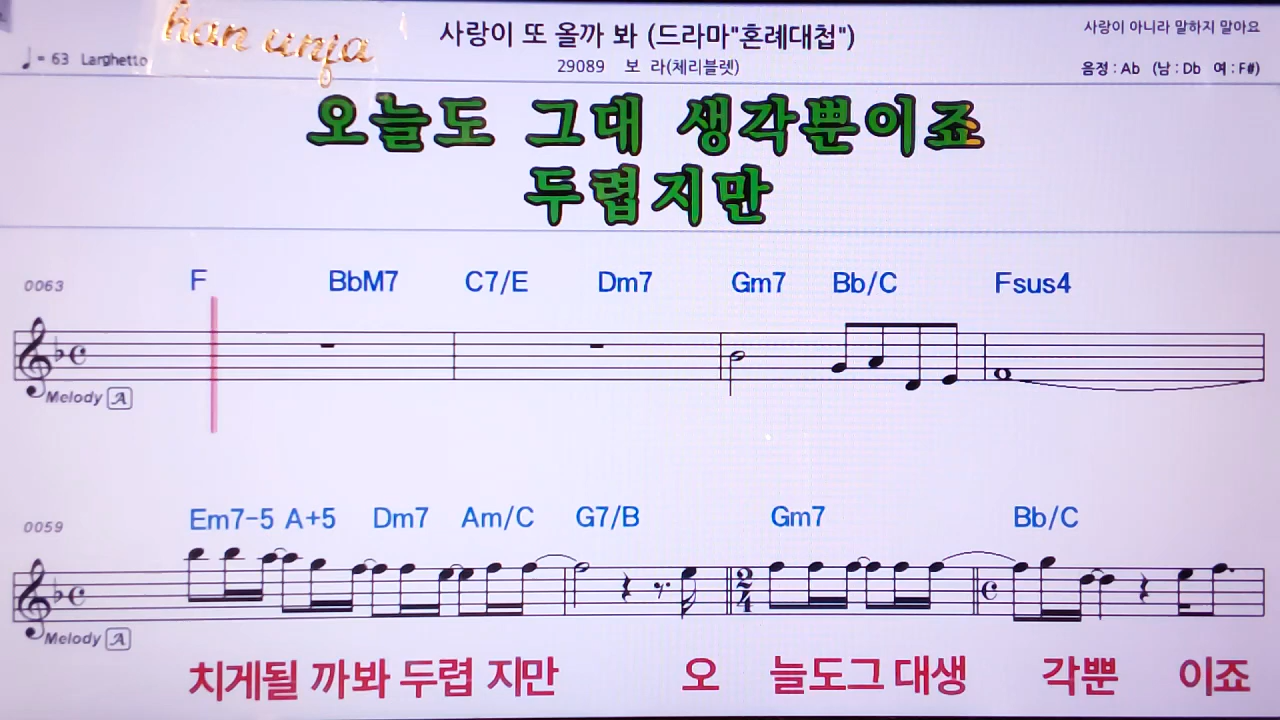 han unja
사랑이 또 올까 봐 (드라마"혼례대첩")
사랑이 아니라 말하지 말아요
♩= 63 Larghetto
29089 보 라(체리블렛)
음정 : Ab (남 : Db 여 : F#)
오늘도 그대 생각뿐이죠
두렵지만
0063
F BbM7 C7/E Dm7 Gm7 Bb/C Fsus4
Melody A
0059
Em7-5 A+5 Dm7 Am/C G7/B Gm7 Bb/C
2
4
Melody A
치게될 까봐 두렵 지만 오 늘도그 대생 각뿐 이죠